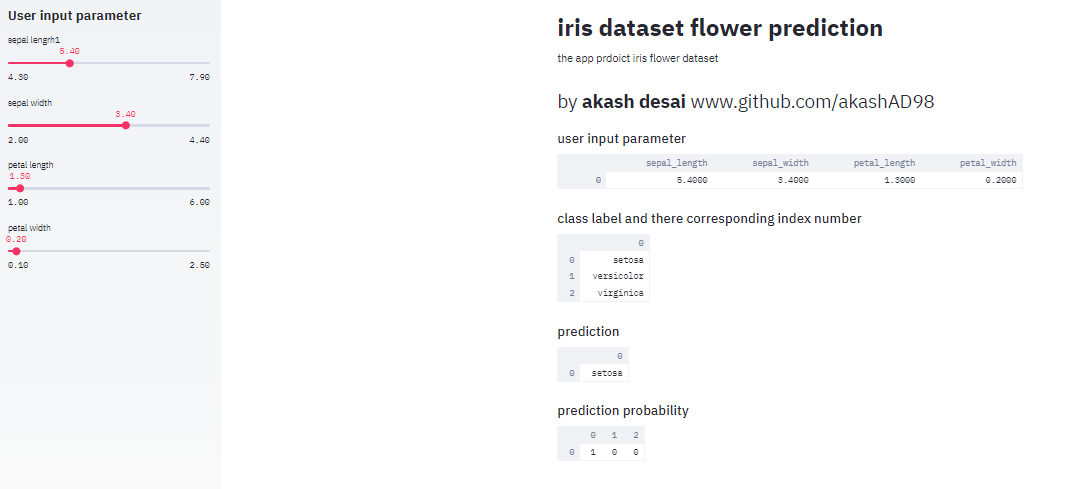 User input parameter
sepal lengrh1
5.40
4.30 7.90
sepal width
3.40
2.00 4.40
petal length
1.30
1.00 6.00
petal width
0.20
0.10 2.50
iris dataset flower prediction
the app prdoict iris flower dataset
by akash desai www.github.com/akashAD98
user input parameter
sepal_length sepal_width petal_length petal_width
0 5.4000 3.4000 1.3000 0.2000
class label and there corresponding index number
0
0 setosa
1 versicolor
2 virginica
prediction
0
0 setosa
prediction probability
0 1 2
0 1 0 0